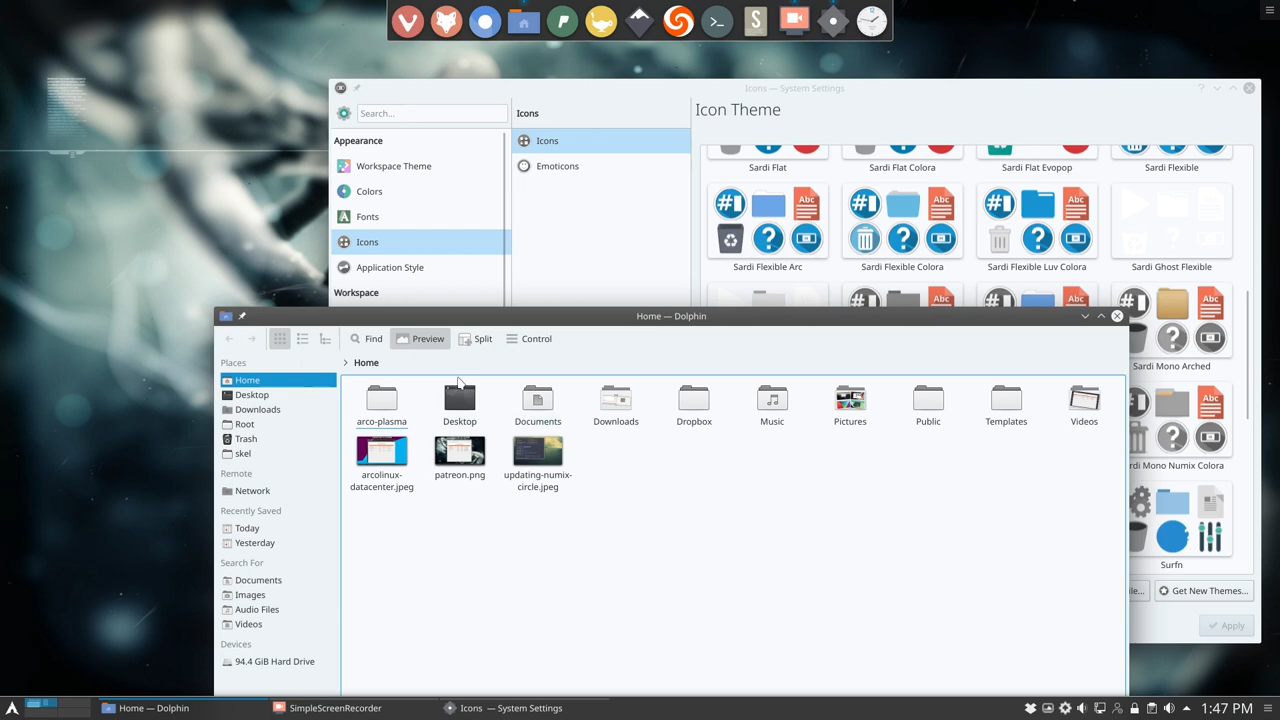 Icons — System Settings
Search...
Icons
Icon Theme
Appearance
Workspace Theme
Colors
Fonts
Icons
Application Style
Workspace
Icons
Emoticons
Sardi Flat
Sardi Flat Colora
Sardi Flat Evopop
Sardi Flexible
Sardi Flexible Arc
Sardi Flexible Colora
Sardi Flexible Luv Colora
Sardi Ghost Flexible
Sardi Mono Arched
rdi Mono Numix Colora
Surfn
ile...
Get New Themes...
Apply
Home — Dolphin
Find
Preview
Split
Control
Places
Home
Desktop
Downloads
Root
Trash
skel
Remote
Network
Recently Saved
Today
Yesterday
Search For
Documents
Images
Audio Files
Videos
Devices
94.4 GiB Hard Drive
Home
arco-plasma
Desktop
Documents
Downloads
Dropbox
Music
Pictures
Public
Templates
Videos
arcolinux-
datacenter.jpeg
patreon.png
updating-numix-
circle.jpeg
Home — Dolphin
SimpleScreenRecorder
Icons — System Settings
1:47 PM